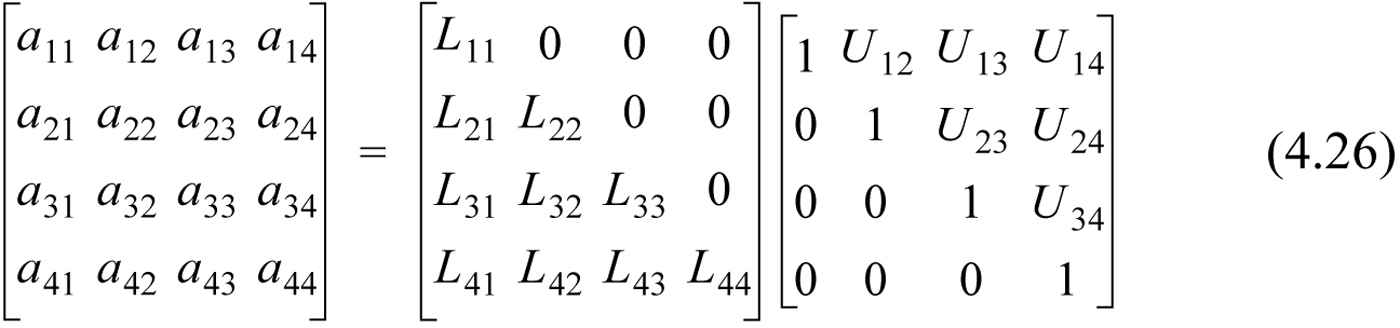 [a₁₁ a₁₂ a₁₃ a₁₄] [L₁₁ 0 0 0] [1 U₁₂ U₁₃ U₁₄]
[a₂₁ a₂₂ a₂₃ a₂₄] = [L₂₁ L₂₂ 0 0] [0 1 U₂₃ U₂₄] (4.26)
[a₃₁ a₃₂ a₃₃ a₃₄] [L₃₁ L₃₂ L₃₃ 0] [0 0 1 U₃₄]
[a₄₁ a₄₂ a₄₃ a₄₄] [L₄₁ L₄₂ L₄₃ L₄₄] [0 0 0 1]